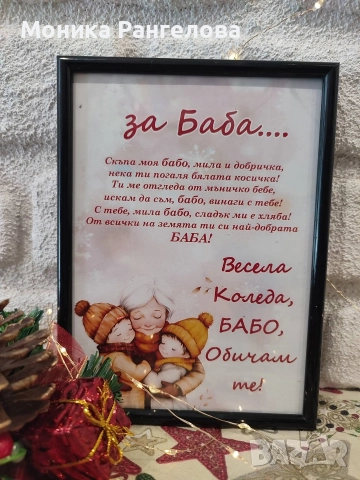 Моника Рангелова
за Баба....
Скъпа моя бабо, мила и добричка,
нека ти погаля бялата косичка!
Ти ме отгледа от мъничко бебе,
искам да съм, бабо, винаги с тебе!
С тебе, мила бабо, сладък ми е хляба!
От всички на земята ти си най-добрата
БАБА!
Весела
Коледа,
БАБО,
Обичам
те!
BAZAR